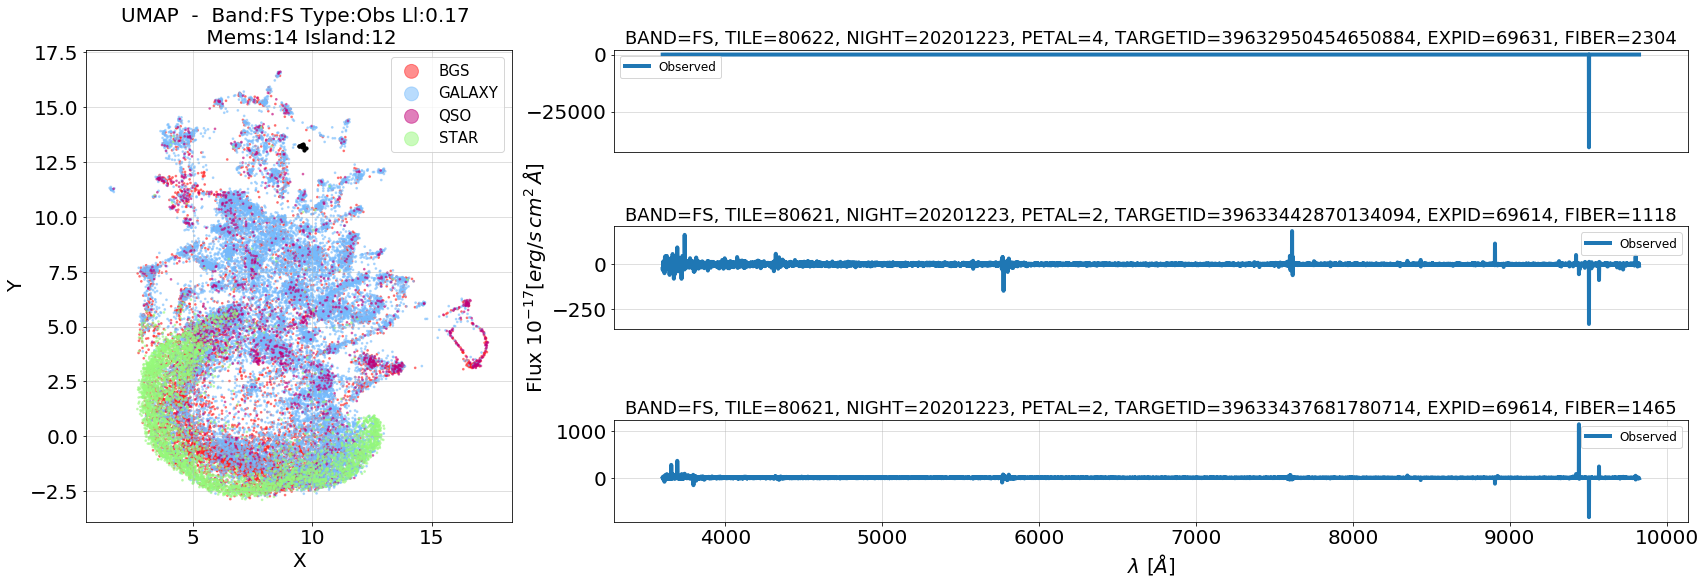 UMAP  -  Band:FS Type:Obs Ll:0.17
Mems:14 Island:12
17.5
15.0
12.5
10.0
7.5
5.0
2.5
0.0
−2.5
Y
5
10
15
X
BGS
GALAXY
QSO
STAR
Flux 10⁻¹⁷[erg/s cm² Å]
BAND=FS, TILE=80622, NIGHT=20201223, PETAL=4, TARGETID=39632950454650884, EXPID=69631, FIBER=2304
0
−25000
Observed
BAND=FS, TILE=80621, NIGHT=20201223, PETAL=2, TARGETID=39633442870134094, EXPID=69614, FIBER=1118
0
−250
Observed
BAND=FS, TILE=80621, NIGHT=20201223, PETAL=2, TARGETID=39633437681780714, EXPID=69614, FIBER=1465
1000
0
Observed
4000
5000
6000
7000
8000
9000
10000
λ [Å]